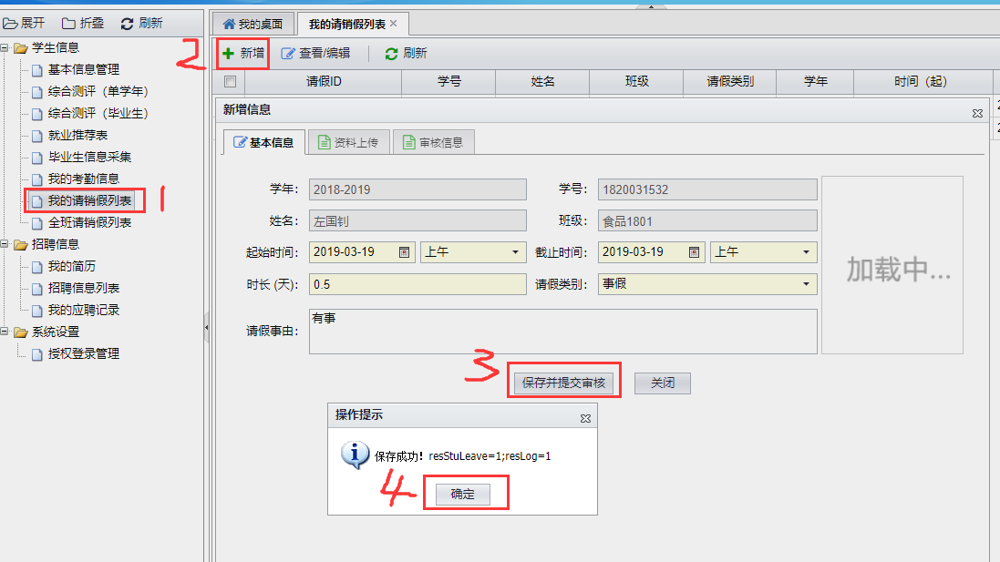 展开 折叠 刷新
学生信息
基本信息管理
综合测评（单学年）
综合测评（毕业生）
就业推荐表
毕业生信息采集
我的考勤信息
我的请销假列表 1
全班请销假列表
招聘信息
我的简历
招聘信息列表
我的应聘记录
系统设置
授权登录管理
我的桌面 我的请销假列表
2 新增 查看/编辑 刷新
请假ID 学号 姓名 班级 请假类别 学年 时间（起）
新增信息
基本信息 资料上传 审核信息
学年: 2018-2019 学号: 1820031532
姓名: 左国钊 班级: 食品1801
起始时间: 2019-03-19 上午 截止时间: 2019-03-19 上午
时长 (天): 0.5 请假类别: 事假
加载中...
请假事由: 有事
3 保存并提交审核 关闭
操作提示
保存成功！resStuLeave=1;resLog=1
4 确定